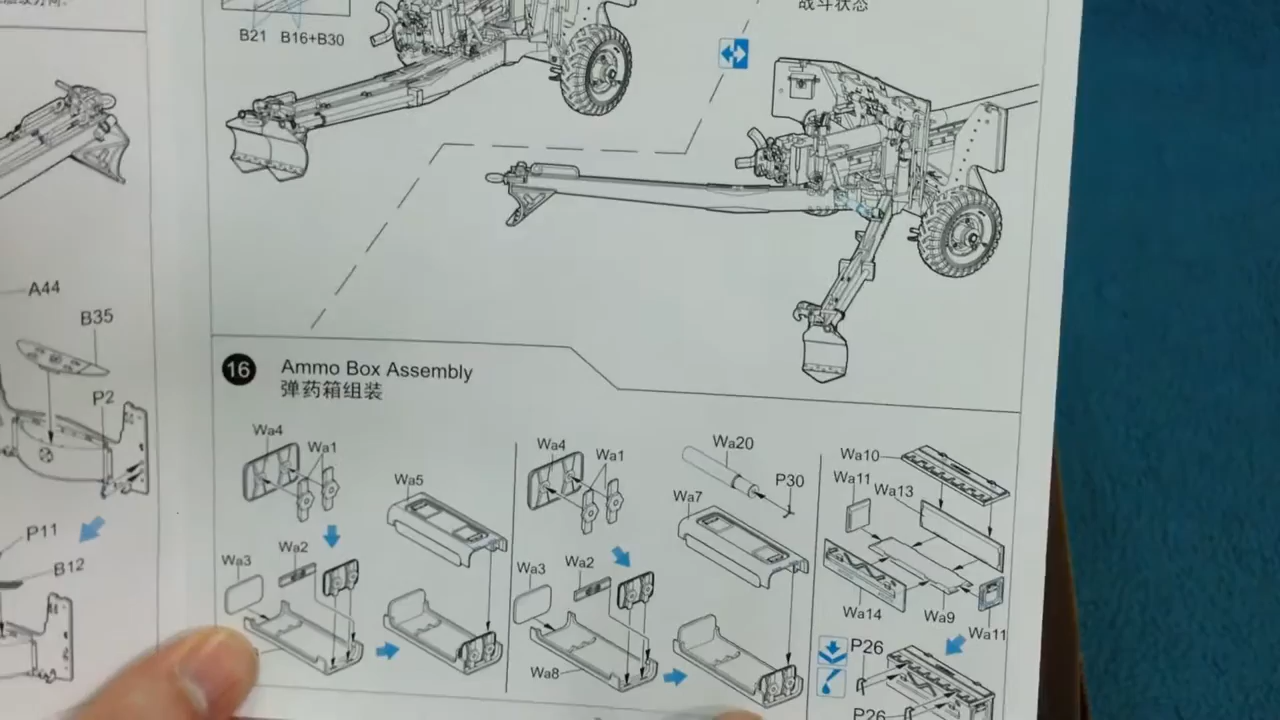 B21 B16+B30
战斗状态
A44
B35
P2
P11
B12
16 Ammo Box Assembly
弹药箱组装
Wa4
Wa1
Wa5
Wa3
Wa2
Wa4
Wa1
Wa20
P30
Wa7
Wa3
Wa2
Wa8
Wa10
Wa11
Wa13
Wa14
Wa9
Wa11
P26
P26